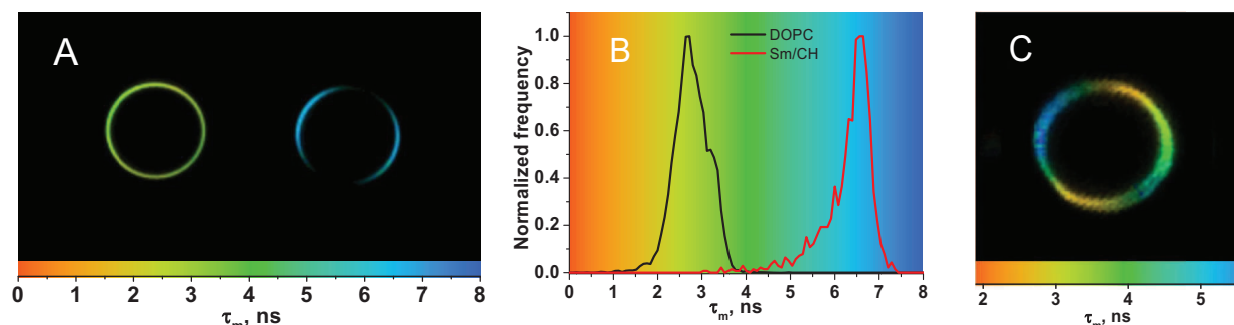 A
0 1 2 3 4 5 6 7 8
τm, ns
B
DOPC
Sm/CH
Normalized frequency
1.0
0.8
0.6
0.4
0.2
0.0
0 1 2 3 4 5 6 7 8
τm, ns
C
2 3 4 5
τm, ns